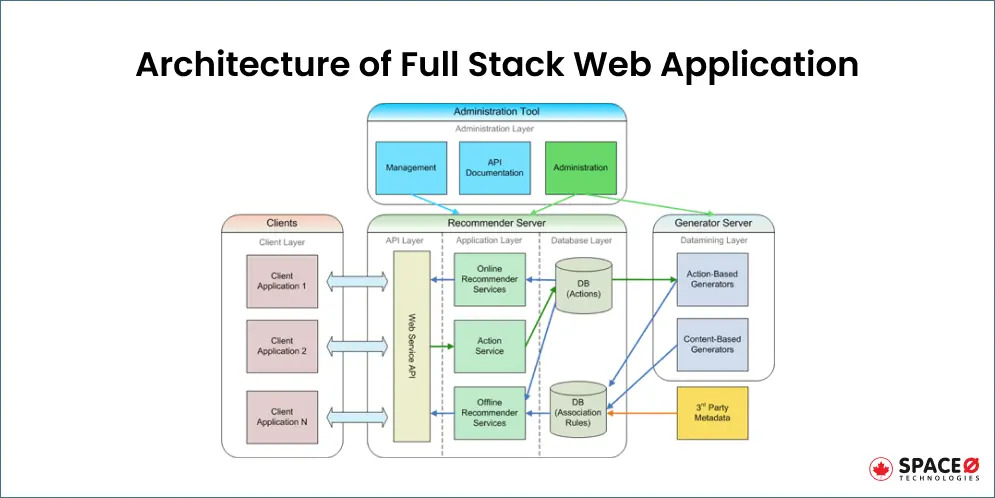 Architecture of Full Stack Web Application
Administration Tool
Administration Layer
Management
API
Documentation
Administration
Clients
Client Layer
Client
Application 1
Client
Application 2
Client
Application N
Recommender Server
API Layer
Application Layer
Database Layer
Web Service API
Online
Recommender
Services
Action
Service
Offline
Recommender
Services
DB
(Actions)
DB
(Association
Rules)
Generator Server
Datamining Layer
Action-Based
Generators
Content-Based
Generators
3rd Party
Metadata
SPACEO
TECHNOLOGIES